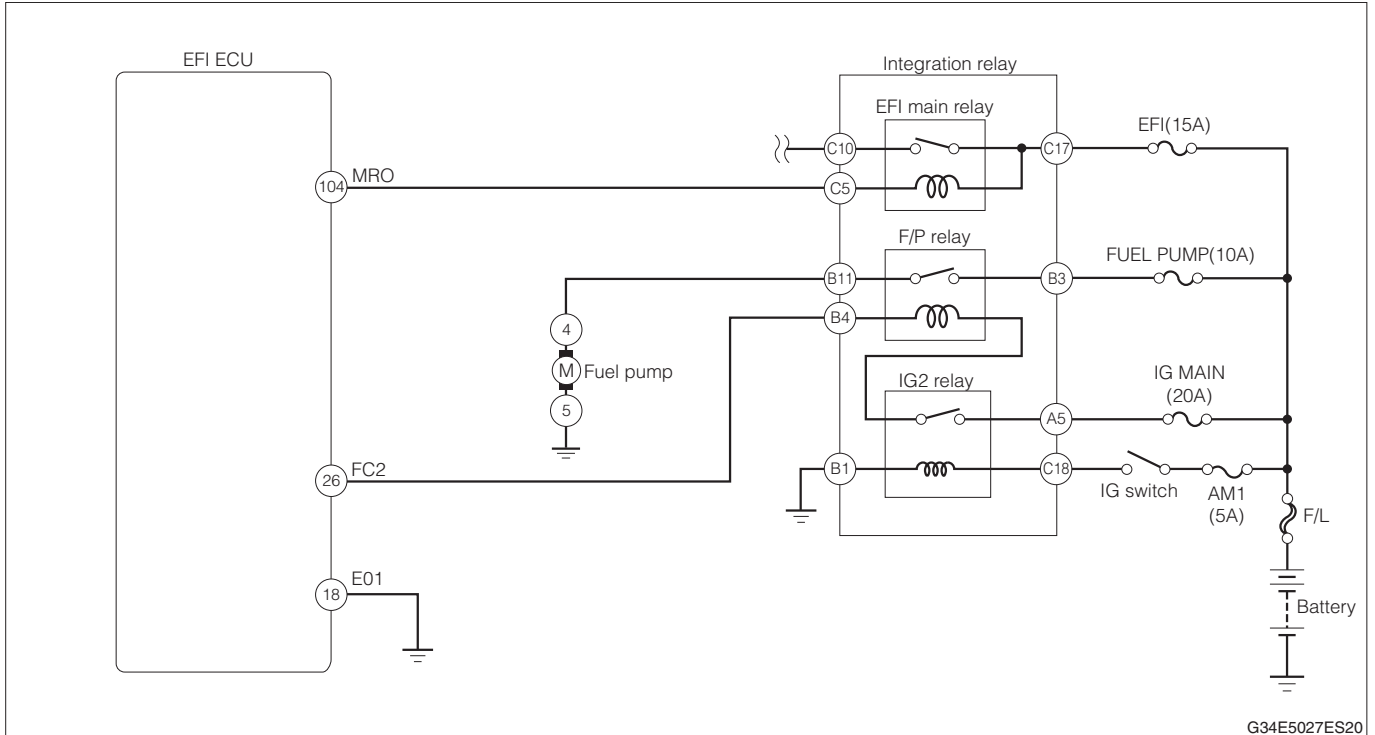 EFI ECU
Integration relay
EFI main relay
EFI(15A)
C10
C17
104 MRO
C5
F/P relay
FUEL PUMP(10A)
B11
B3
B4
4
M Fuel pump
5
IG2 relay
IG MAIN
(20A)
A5
26 FC2
B1
C18
IG switch
AM1
(5A)
F/L
18 E01
Battery
G34E5027ES20